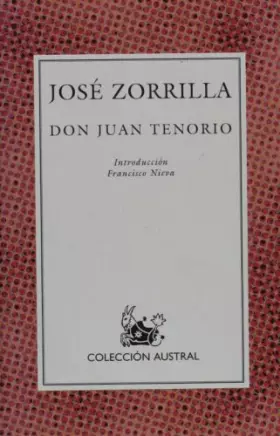 JOSÉ ZORRILLA
DON JUAN TENORIO
Introducción
Francisco Nieva
COLECCIÓN AUSTRAL